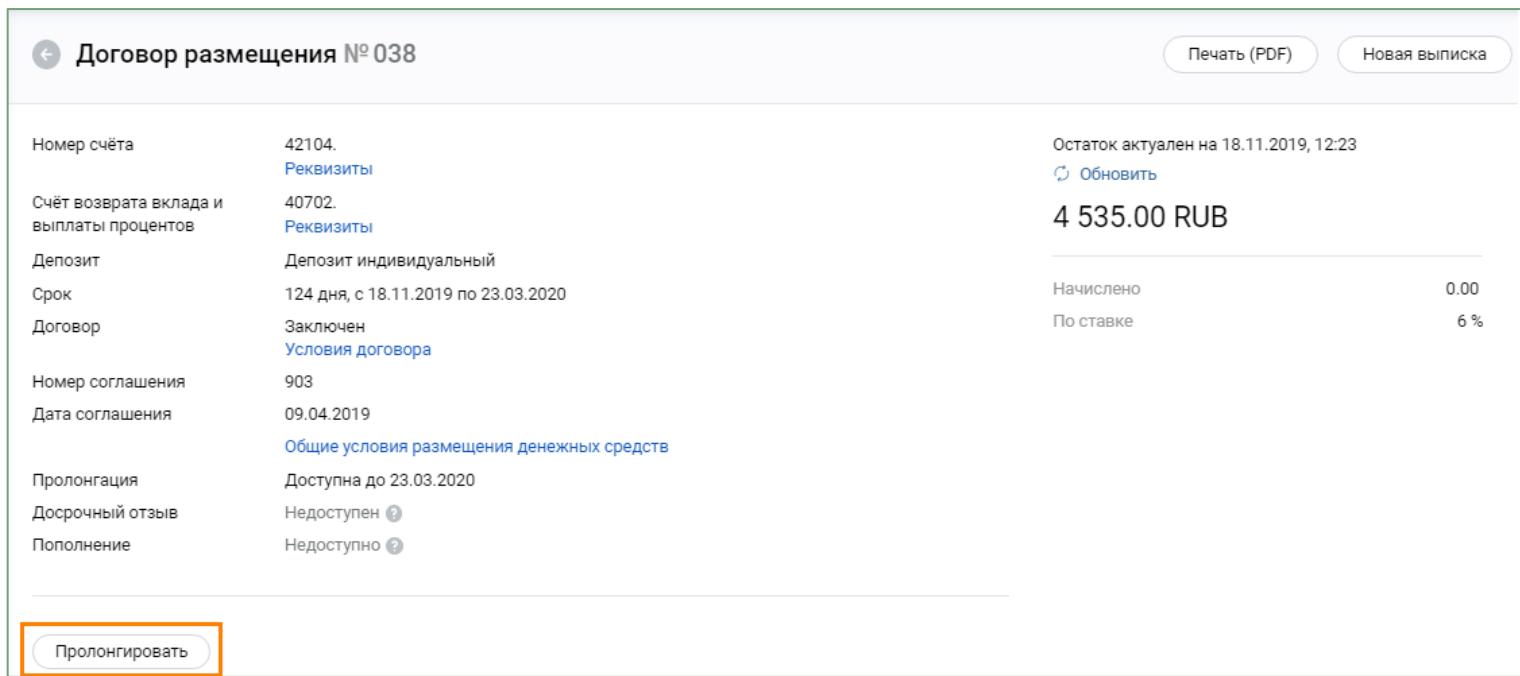 Договор размещения № 038
Печать (PDF)
Новая выписка
Номер счёта
42104.
Реквизиты
Счёт возврата вклада и
выплаты процентов
40702.
Реквизиты
Депозит
Депозит индивидуальный
Срок
124 дня, с 18.11.2019 по 23.03.2020
Договор
Заключен
Условия договора
Номер соглашения
903
Дата соглашения
09.04.2019
Общие условия размещения денежных средств
Пролонгация
Доступна до 23.03.2020
Досрочный отзыв
Недоступен ?
Пополнение
Недоступно ?
Пролонгировать
Остаток актуален на 18.11.2019, 12:23
Обновить
4 535.00 RUB
Начислено
0.00
По ставке
6 %